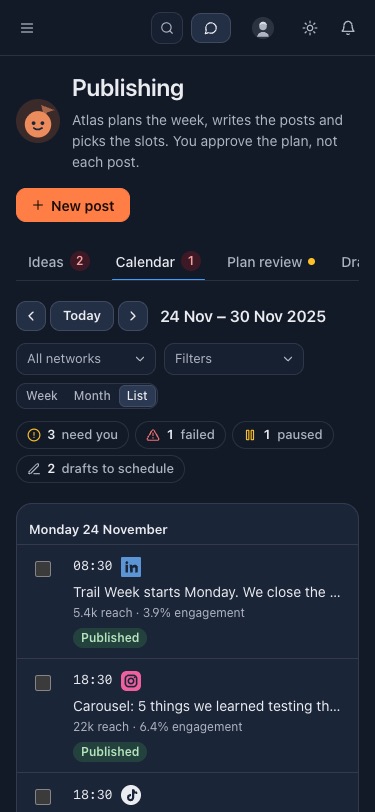 Publishing
Atlas plans the week, writes the posts and
picks the slots. You approve the plan, not
each post.
+ New post
Ideas 2 Calendar 1 Plan review Dra
Today 24 Nov – 30 Nov 2025
All networks Filters
Week Month List
3 need you 1 failed 1 paused
2 drafts to schedule
Monday 24 November
08:30 in
Trail Week starts Monday. We close the ...
5.4k reach · 3.9% engagement
Published
18:30
Carousel: 5 things we learned testing th...
22k reach · 6.4% engagement
Published
18:30